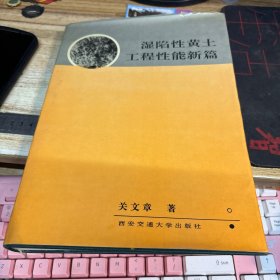 湿陷性黄土
工程性能新篇
关文章 著
西安交通大学出版社